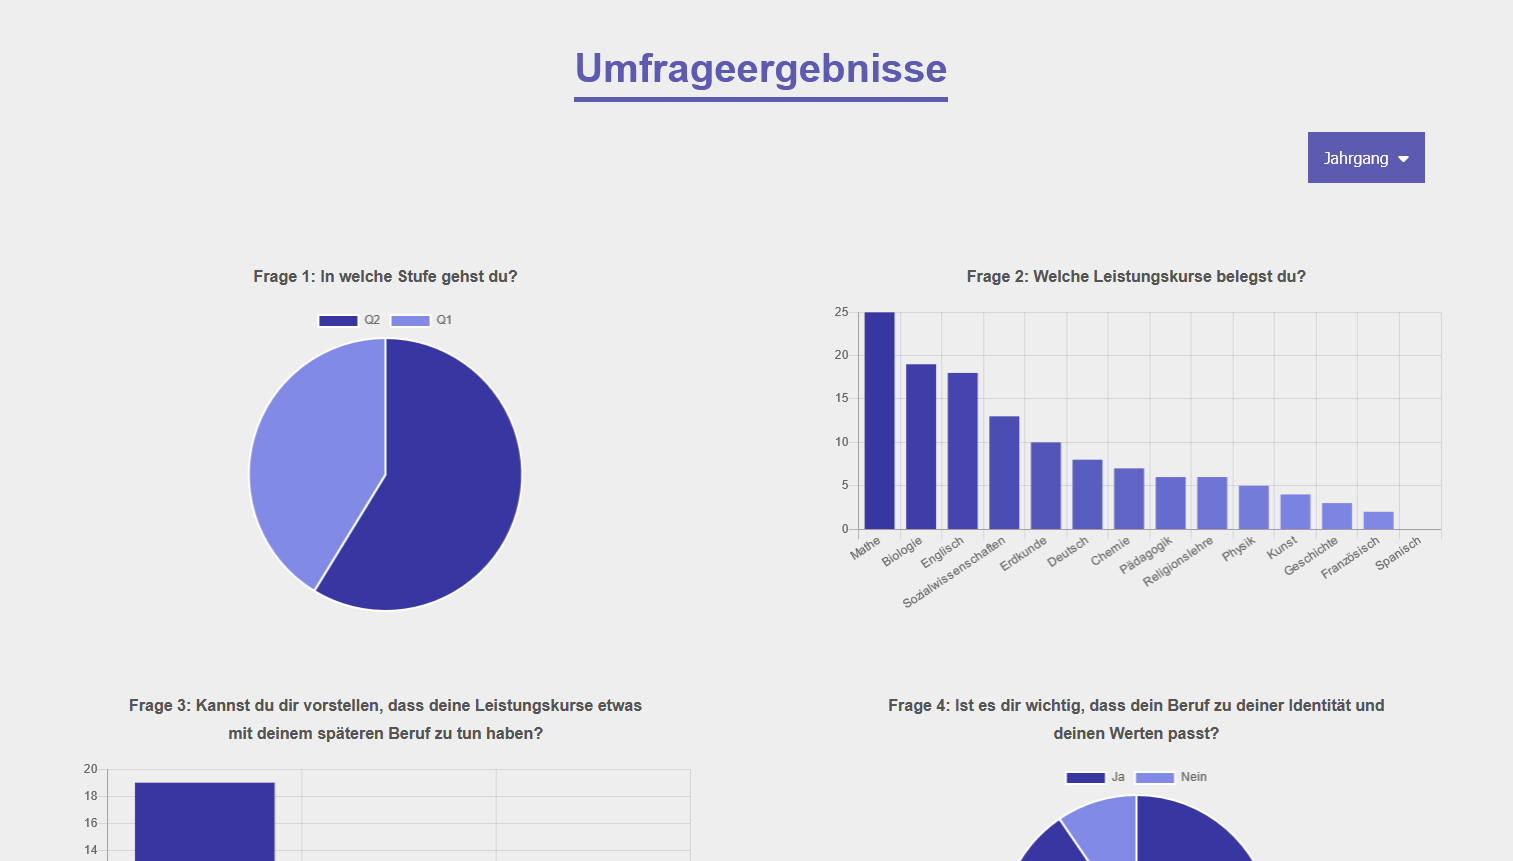 Umfrageergebnisse
Jahrgang
Frage 1: In welche Stufe gehst du?
Q2 Q1
Frage 2: Welche Leistungskurse belegst du?
25
20
15
10
5
0
Mathe
Biologie
Englisch
Sozialwissenschaften
Erdkunde
Deutsch
Chemie
Pädagogik
Religionslehre
Physik
Kunst
Geschichte
Französisch
Spanisch
Frage 3: Kannst du dir vorstellen, dass deine Leistungskurse etwas
mit deinem späteren Beruf zu tun haben?
20
18
16
14
Frage 4: Ist es dir wichtig, dass dein Beruf zu deiner Identität und
deinen Werten passt?
Ja Nein